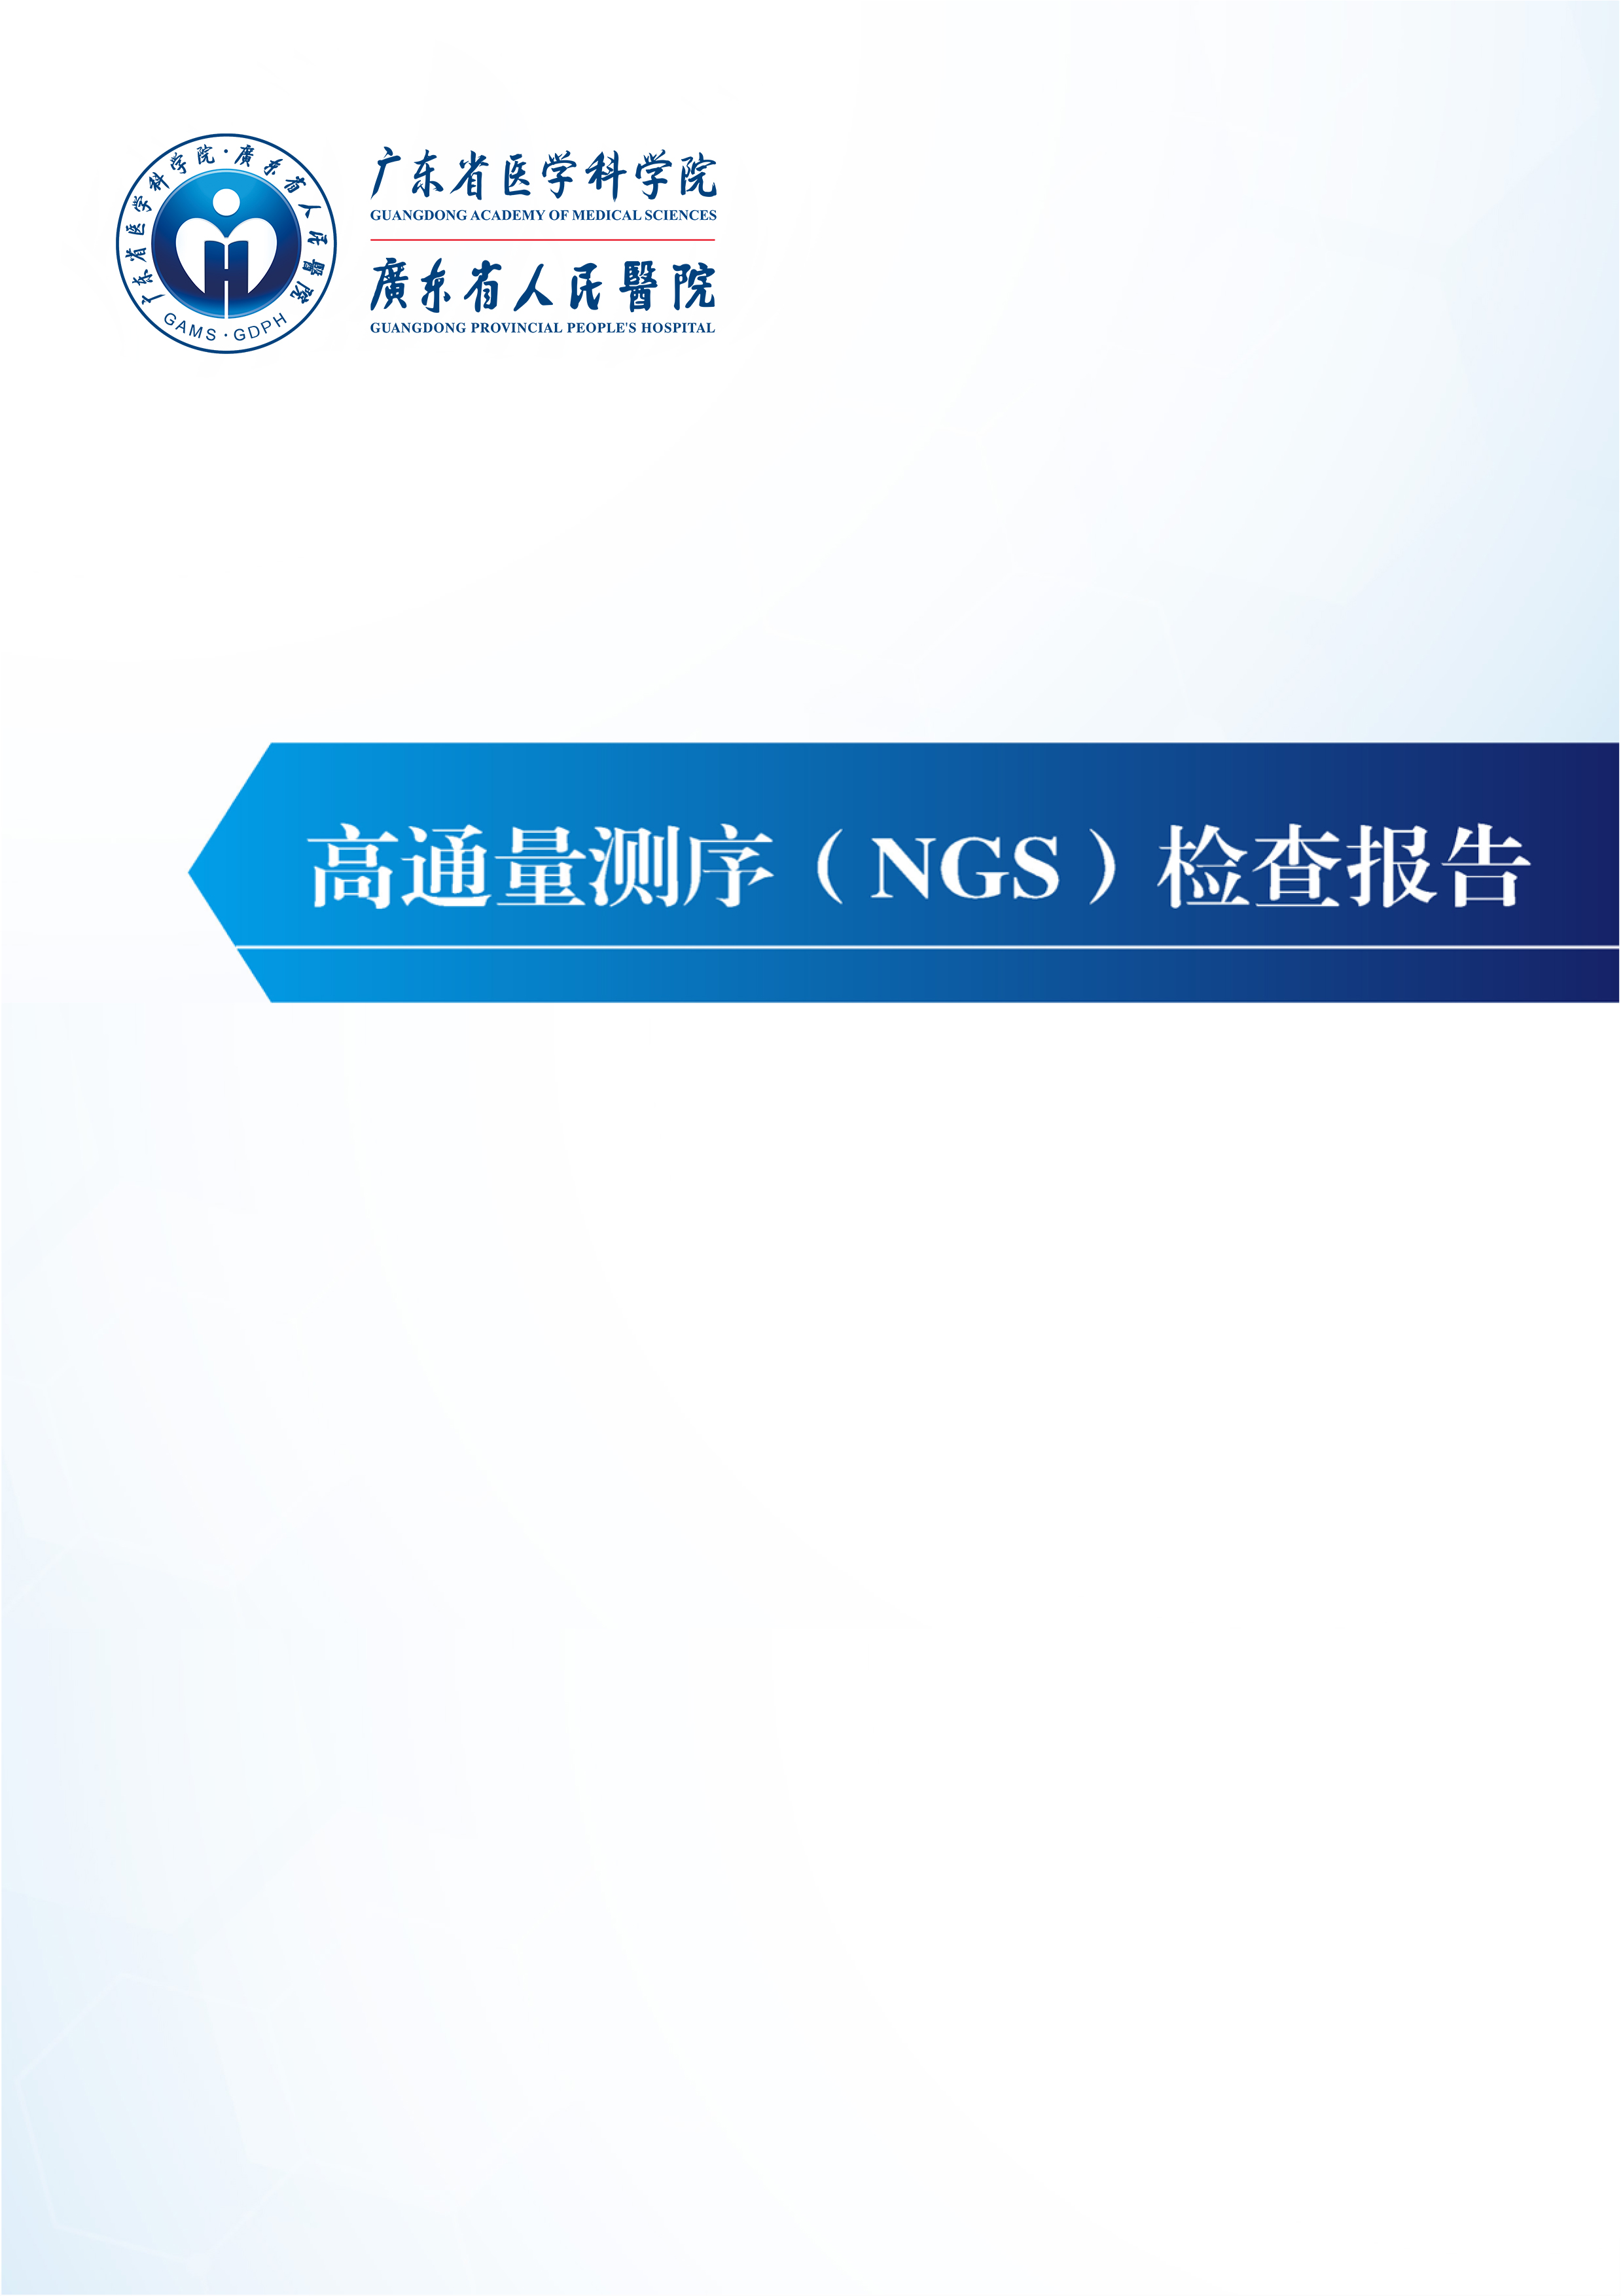 广东省医学科学院·廣东省人民醫院
GAMS·GDPH
广东省医学科学院
GUANGDONG ACADEMY OF MEDICAL SCIENCES
廣东省人民醫院
GUANGDONG PROVINCIAL PEOPLE'S HOSPITAL
高通量测序（NGS）检查报告